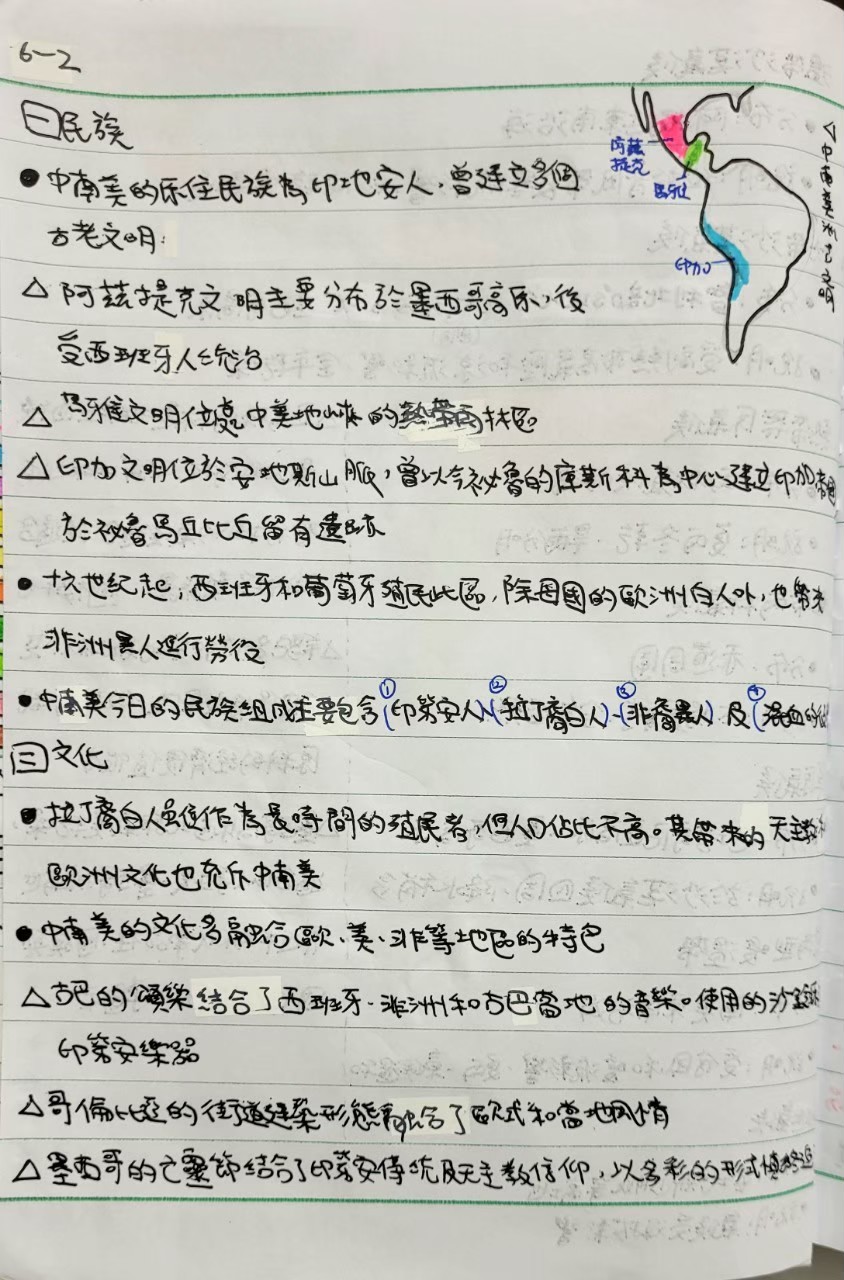 6-2
一 民族
▷中南美洲古文明
阿茲
提克
馬雅
印加
●中南美的原住民族為印地安人,曾建立多個
古老文明:
△阿茲提克文明主要分布於墨西哥高原,後
受西班牙人統治
△馬雅文明位處中美地峽的熱帶雨林區
△印加文明位於安地斯山脈,曾以今祕魯的庫斯科為中心建立印加帝國
於祕魯馬丘比丘留有遺跡
●十六世紀起,西班牙和葡萄牙殖民此區,除母國的歐洲白人外,也帶來
非洲黑人進行勞役
●中南美今日的民族組成主要包含①(印第安人)、②(拉丁裔白人)、③(非裔黑人)及④(混血的
三 文化
●拉丁裔白人雖位作為長時間的殖民者,但人口佔比不高。其帶來的天主教
歐洲文化也充斥中南美
●中南美的文化多融合歐、美、非等地區的特色
△古巴的頌樂結合了西班牙、非洲和古巴當地的音樂。使用的沙
印第安樂器
△哥倫比亞的街道建築形態融合了歐式和當地風情
△墨西哥的亡靈節結合了印第安傳統及天主教信仰,以多彩的形式慎終追